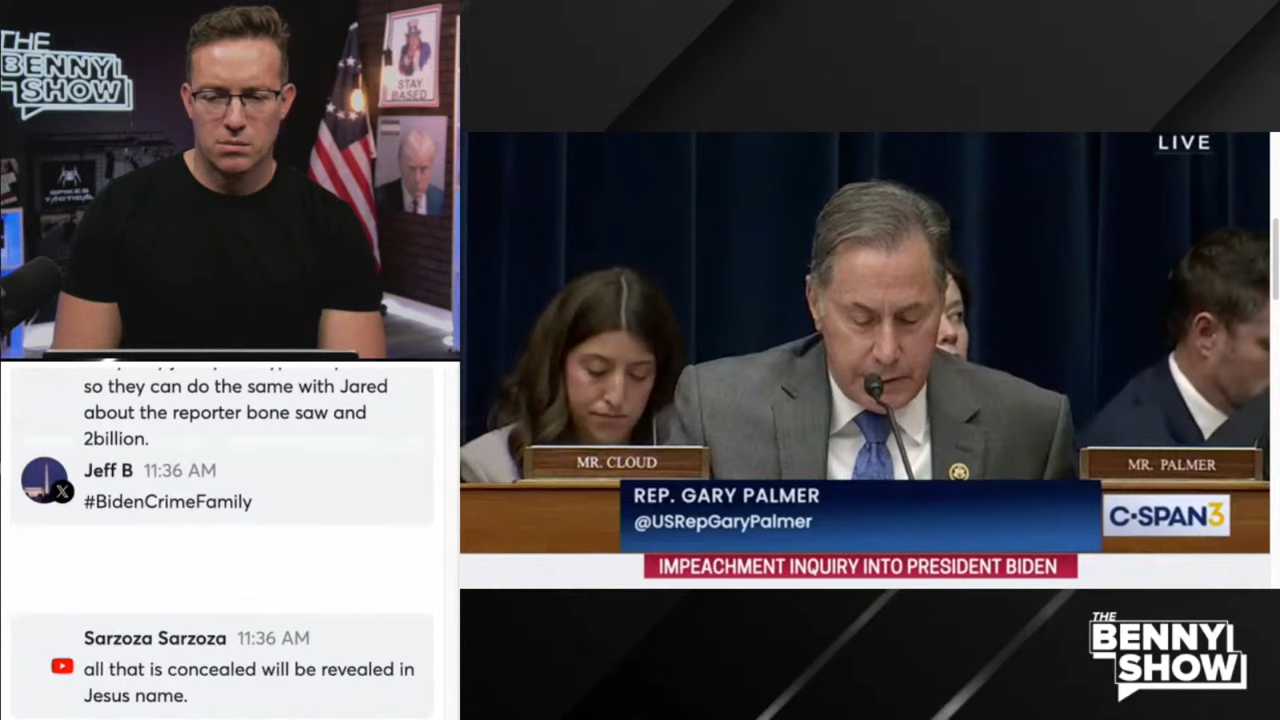 THE
BENNY
SHOW
STAY
BASED
SPIKES
TACTICAL
so they can do the same with Jared
about the reporter bone saw and
2billion.
Jeff B 11:36 AM
X
#BidenCrimeFamily
Sarzoza Sarzoza 11:36 AM
all that is concealed will be revealed in
Jesus name.
LIVE
MR. CLOUD
MR. PALMER
REP. GARY PALMER
@USRepGaryPalmer
C-SPAN3
IMPEACHMENT INQUIRY INTO PRESIDENT BIDEN
THE
BENNY
SHOW